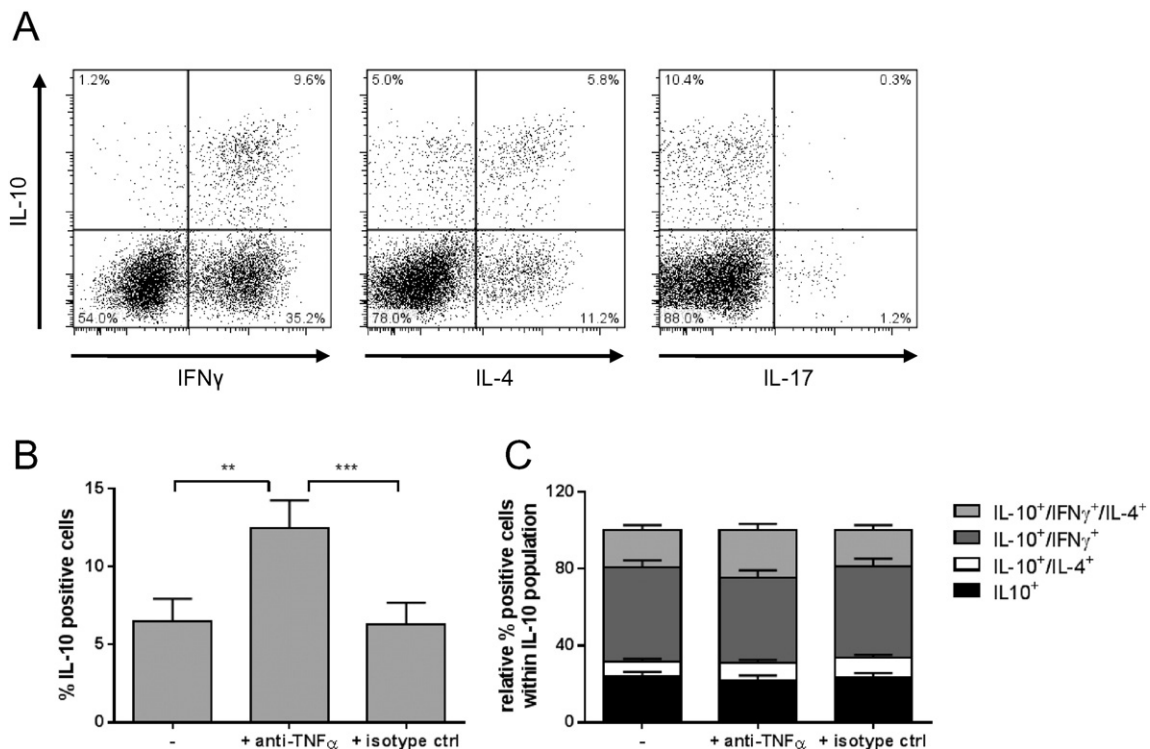 A
1.2% 9.6% 5.0% 5.8% 10.4% 0.3%
IL-10
54.0% 35.2% 78.0% 11.2% 88.0% 1.2%
IFNγ IL-4 IL-17
B
** ***
15
10
5
0
% IL-10 positive cells
- + anti-TNFα + isotype ctrl
C
120
80
40
0
relative % positive cells
within IL-10 population
- + anti-TNFα + isotype ctrl
IL-10⁺/IFNγ⁺/IL-4⁺
IL-10⁺/IFNγ⁺
IL-10⁺/IL-4⁺
IL10⁺